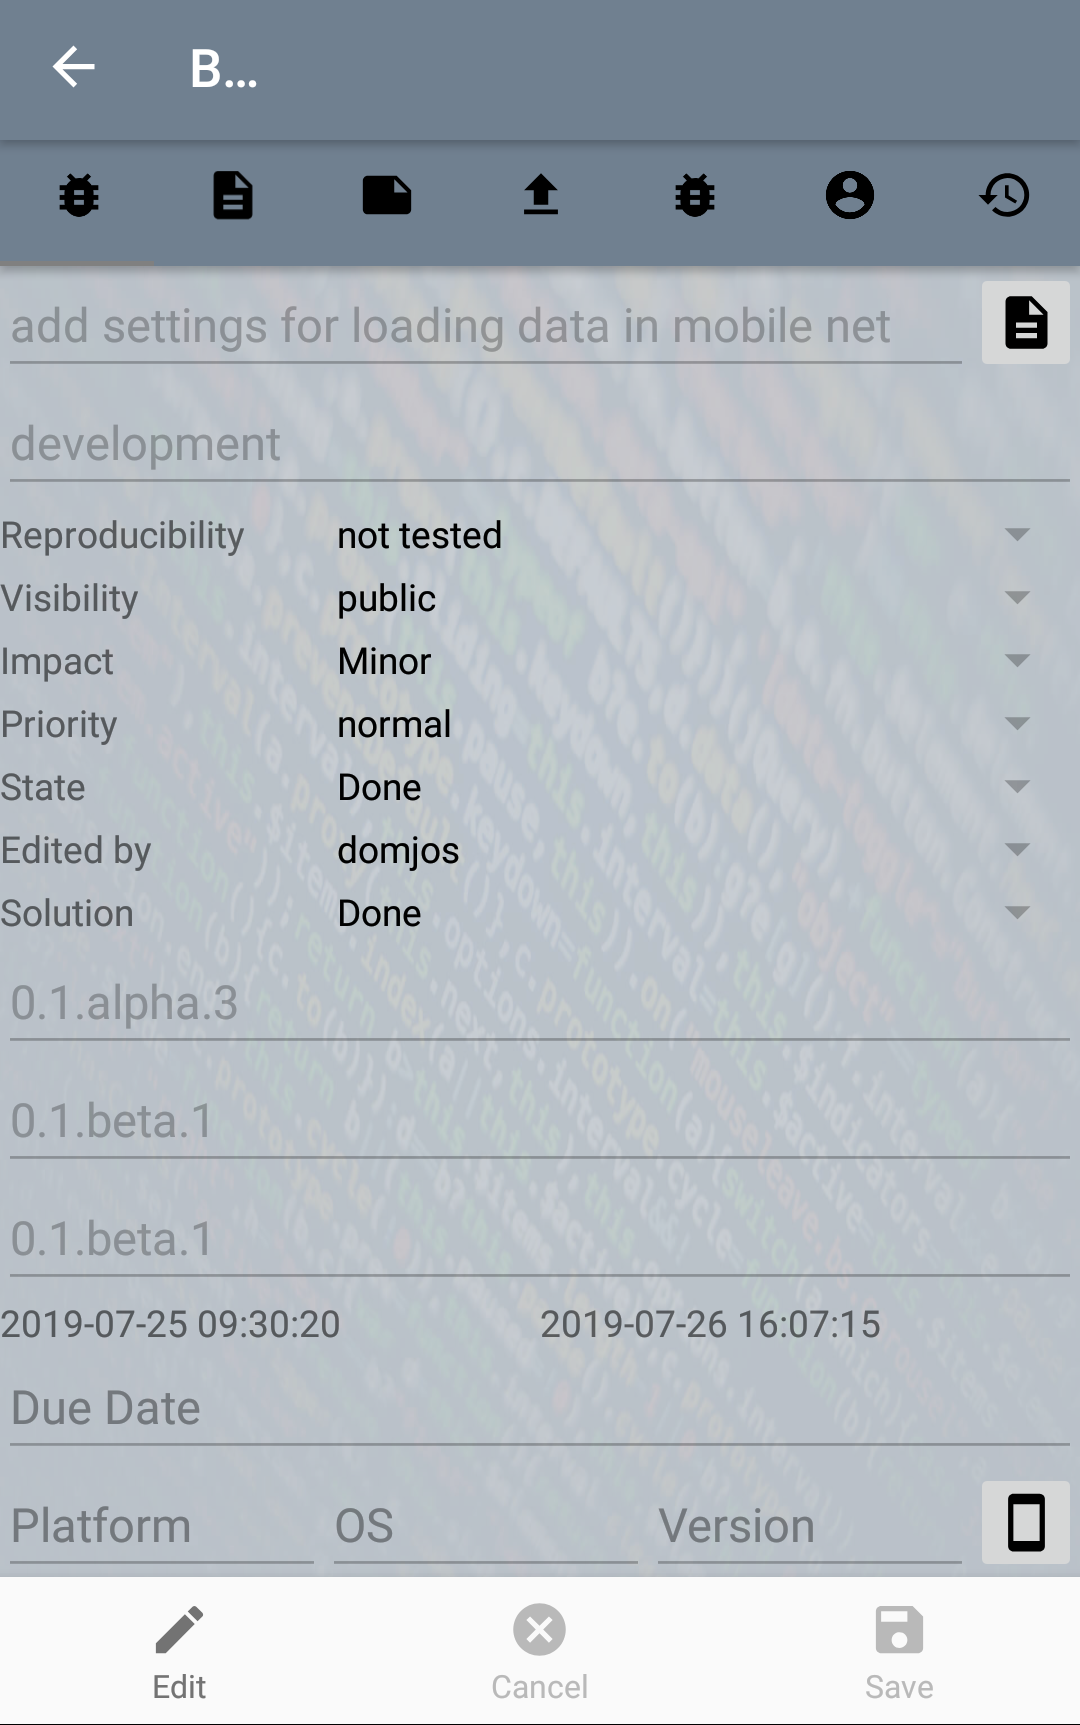 B...
add settings for loading data in mobile net
development
Reproducibility not tested
Visibility public
Impact Minor
Priority normal
State Done
Edited by domjos
Solution Done
0.1.alpha.3
0.1.beta.1
0.1.beta.1
2019-07-25 09:30:20 2019-07-26 16:07:15
Due Date
Platform OS Version
Edit Cancel Save